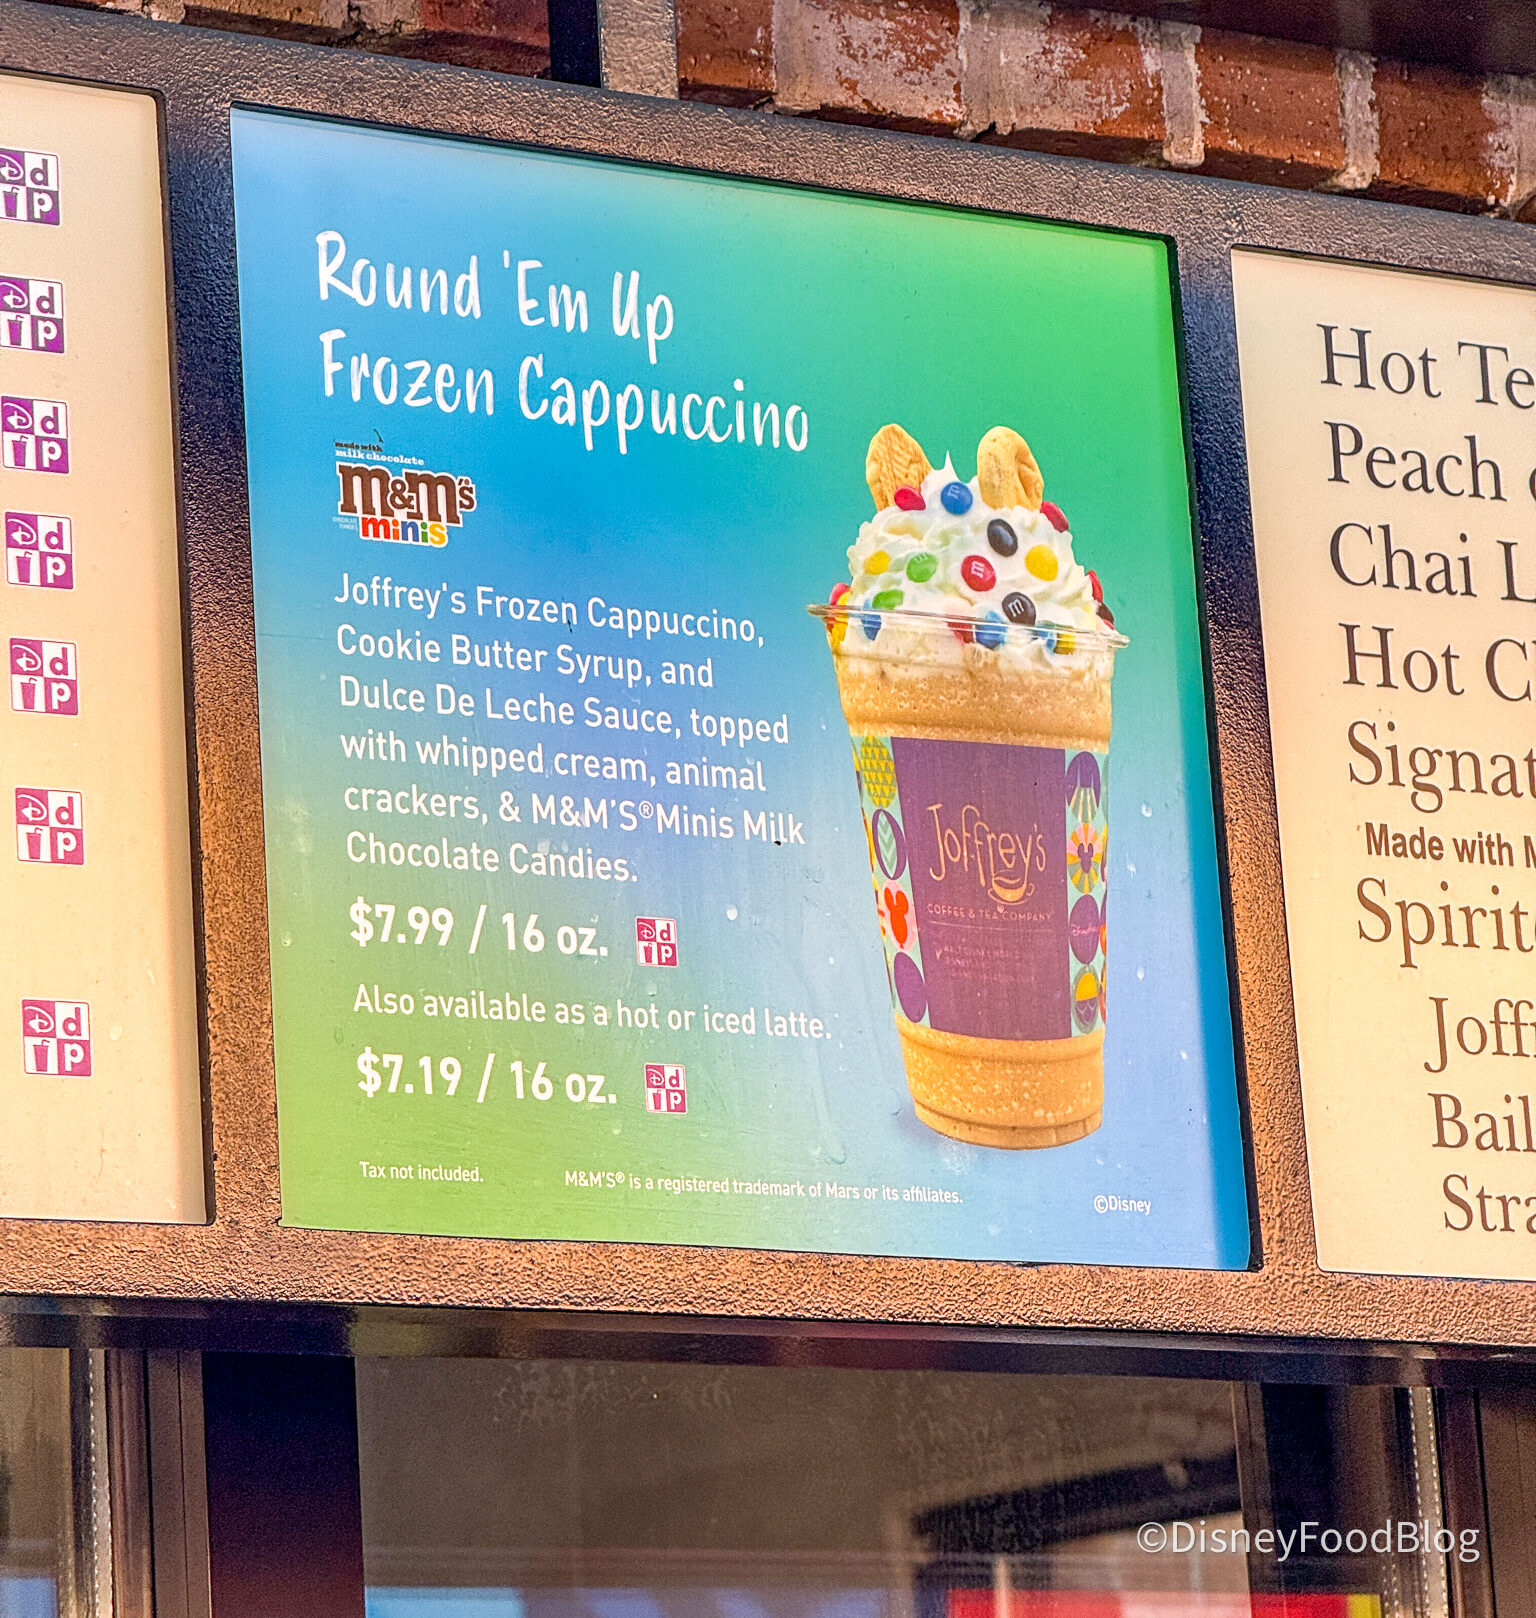 Round 'Em Up
Frozen Cappuccino
made with
milk chocolate
m&m's
minis
Joffrey's Frozen Cappuccino,
Cookie Butter Syrup, and
Dulce De Leche Sauce, topped
with whipped cream, animal
crackers, & M&M'S® Minis Milk
Chocolate Candies.
$7.99 / 16 oz.
D d
P
Also available as a hot or iced latte.
$7.19 / 16 oz.
D d
P
Tax not included.
M&M'S® is a registered trademark of Mars or its affiliates.
©Disney
Joffrey's
COFFEE & TEA COMPANY
Hot Te
Peach
Chai L
Hot C
Signat
Made with
Spirit
Joff
Bail
Stra
©DisneyFoodBlog